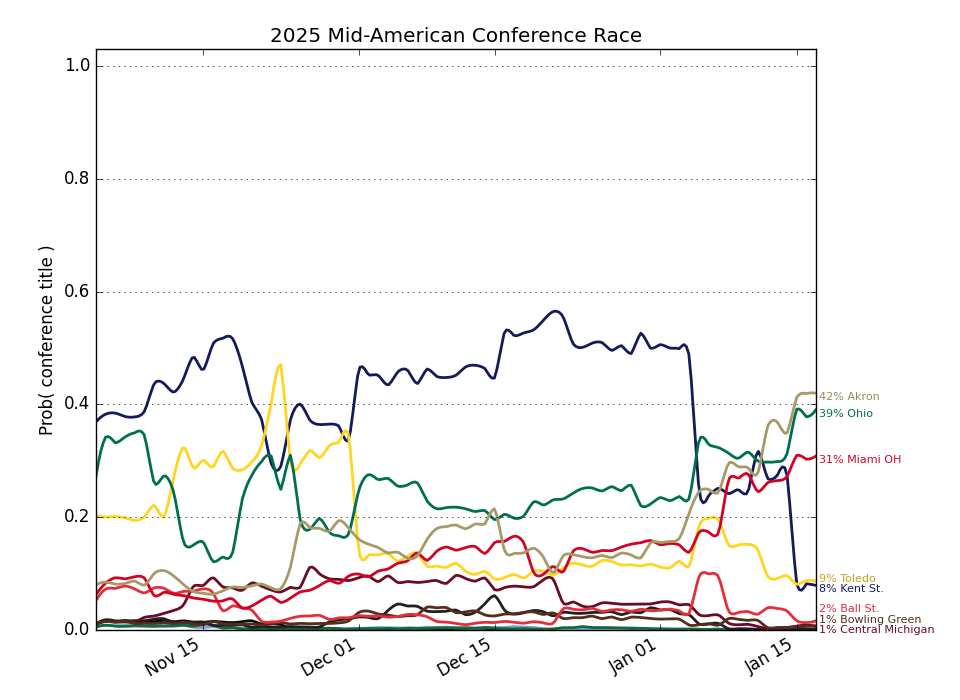 2025 Mid-American Conference Race
Prob( conference title )
1.0
0.8
0.6
0.4
0.2
0.0
Nov 15
Dec 01
Dec 15
Jan 01
Jan 15
42% Akron
39% Ohio
31% Miami OH
9% Toledo
8% Kent St.
2% Ball St.
1% Bowling Green
1% Central Michigan